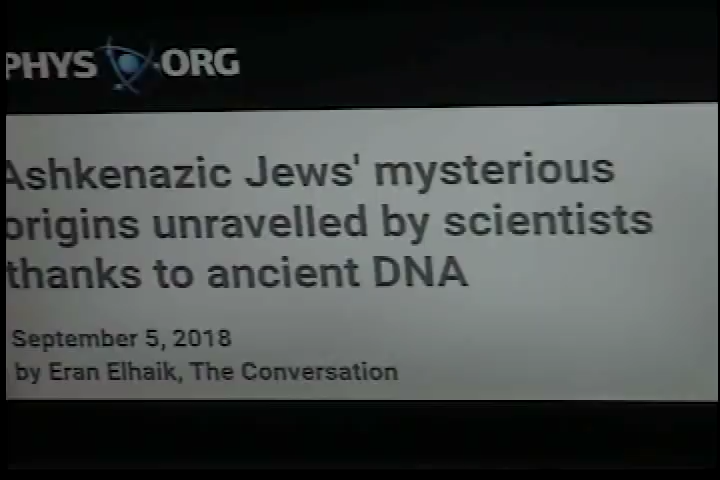 PHYS ORG
Ashkenazic Jews' mysterious
origins unravelled by scientists
thanks to ancient DNA
September 5, 2018
by Eran Elhaik, The Conversation